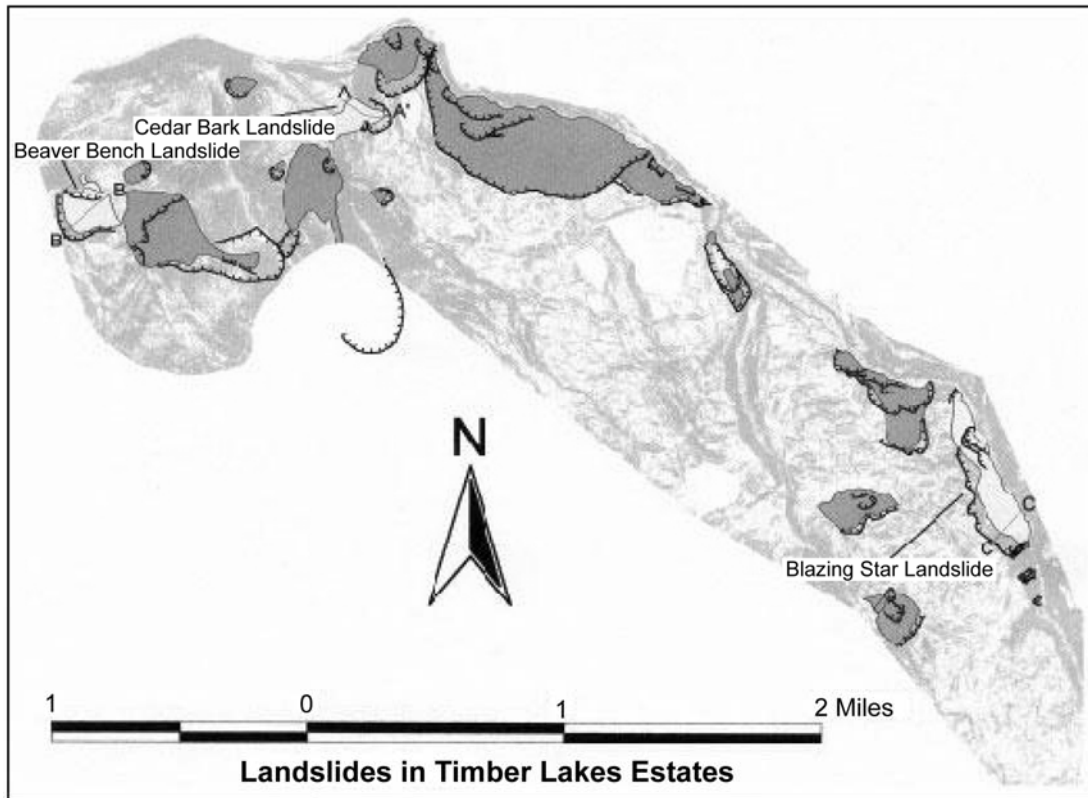 A
A'
Cedar Bark Landslide
Beaver Bench Landslide
B
B
C
C'
Blazing Star Landslide
N
1 0 1 2 Miles
Landslides in Timber Lakes Estates